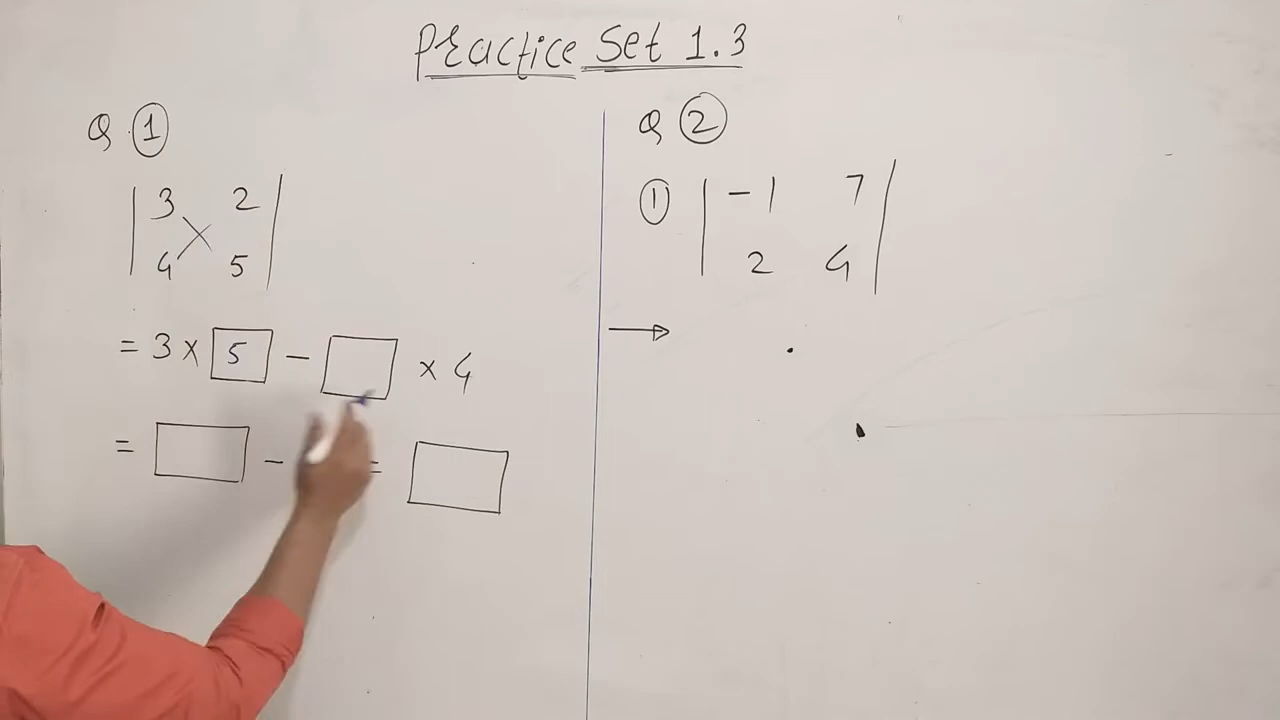 Practice Set 1.3
Q. 1
3 2
4 5
= 3 × 5 - × 4
= - =
Q 2
1 -1 7
2 4